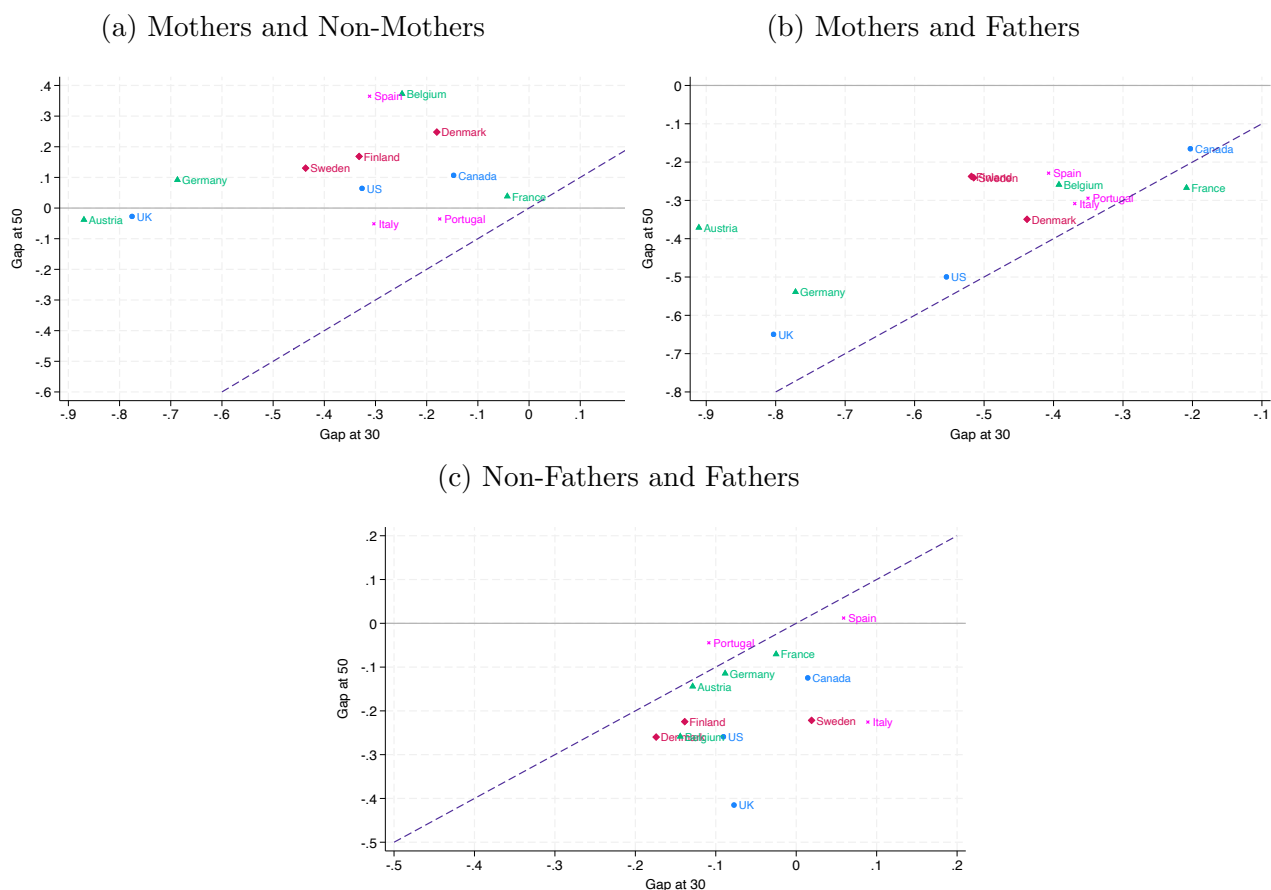 (a) Mothers and Non-Mothers
.4
Spain
Belgium
.3
Denmark
.2
Finland
Sweden
.1
Germany
US
Canada
France
0
Austria
UK
Italy
Portugal
-.1
-.2
-.3
-.4
-.5
-.6
Gap at 50
-.9 -.8 -.7 -.6 -.5 -.4 -.3 -.2 -.1 0 .1
Gap at 30
(b) Mothers and Fathers
0
-.1
Canada
-.2
Finland
Sweden
Spain
Belgium
France
-.3
Portugal
Italy
Denmark
Austria
-.4
US
-.5
Germany
-.6
UK
-.7
-.8
Gap at 50
-.9 -.8 -.7 -.6 -.5 -.4 -.3 -.2 -.1
Gap at 30
(c) Non-Fathers and Fathers
.2
.1
0
Spain
Portugal
France
-.1
Germany
Canada
Austria
-.2
Finland
Sweden
Italy
Denmark
Belgium
US
-.3
-.4
UK
-.5
Gap at 50
-.5 -.4 -.3 -.2 -.1 0 .1 .2
Gap at 30